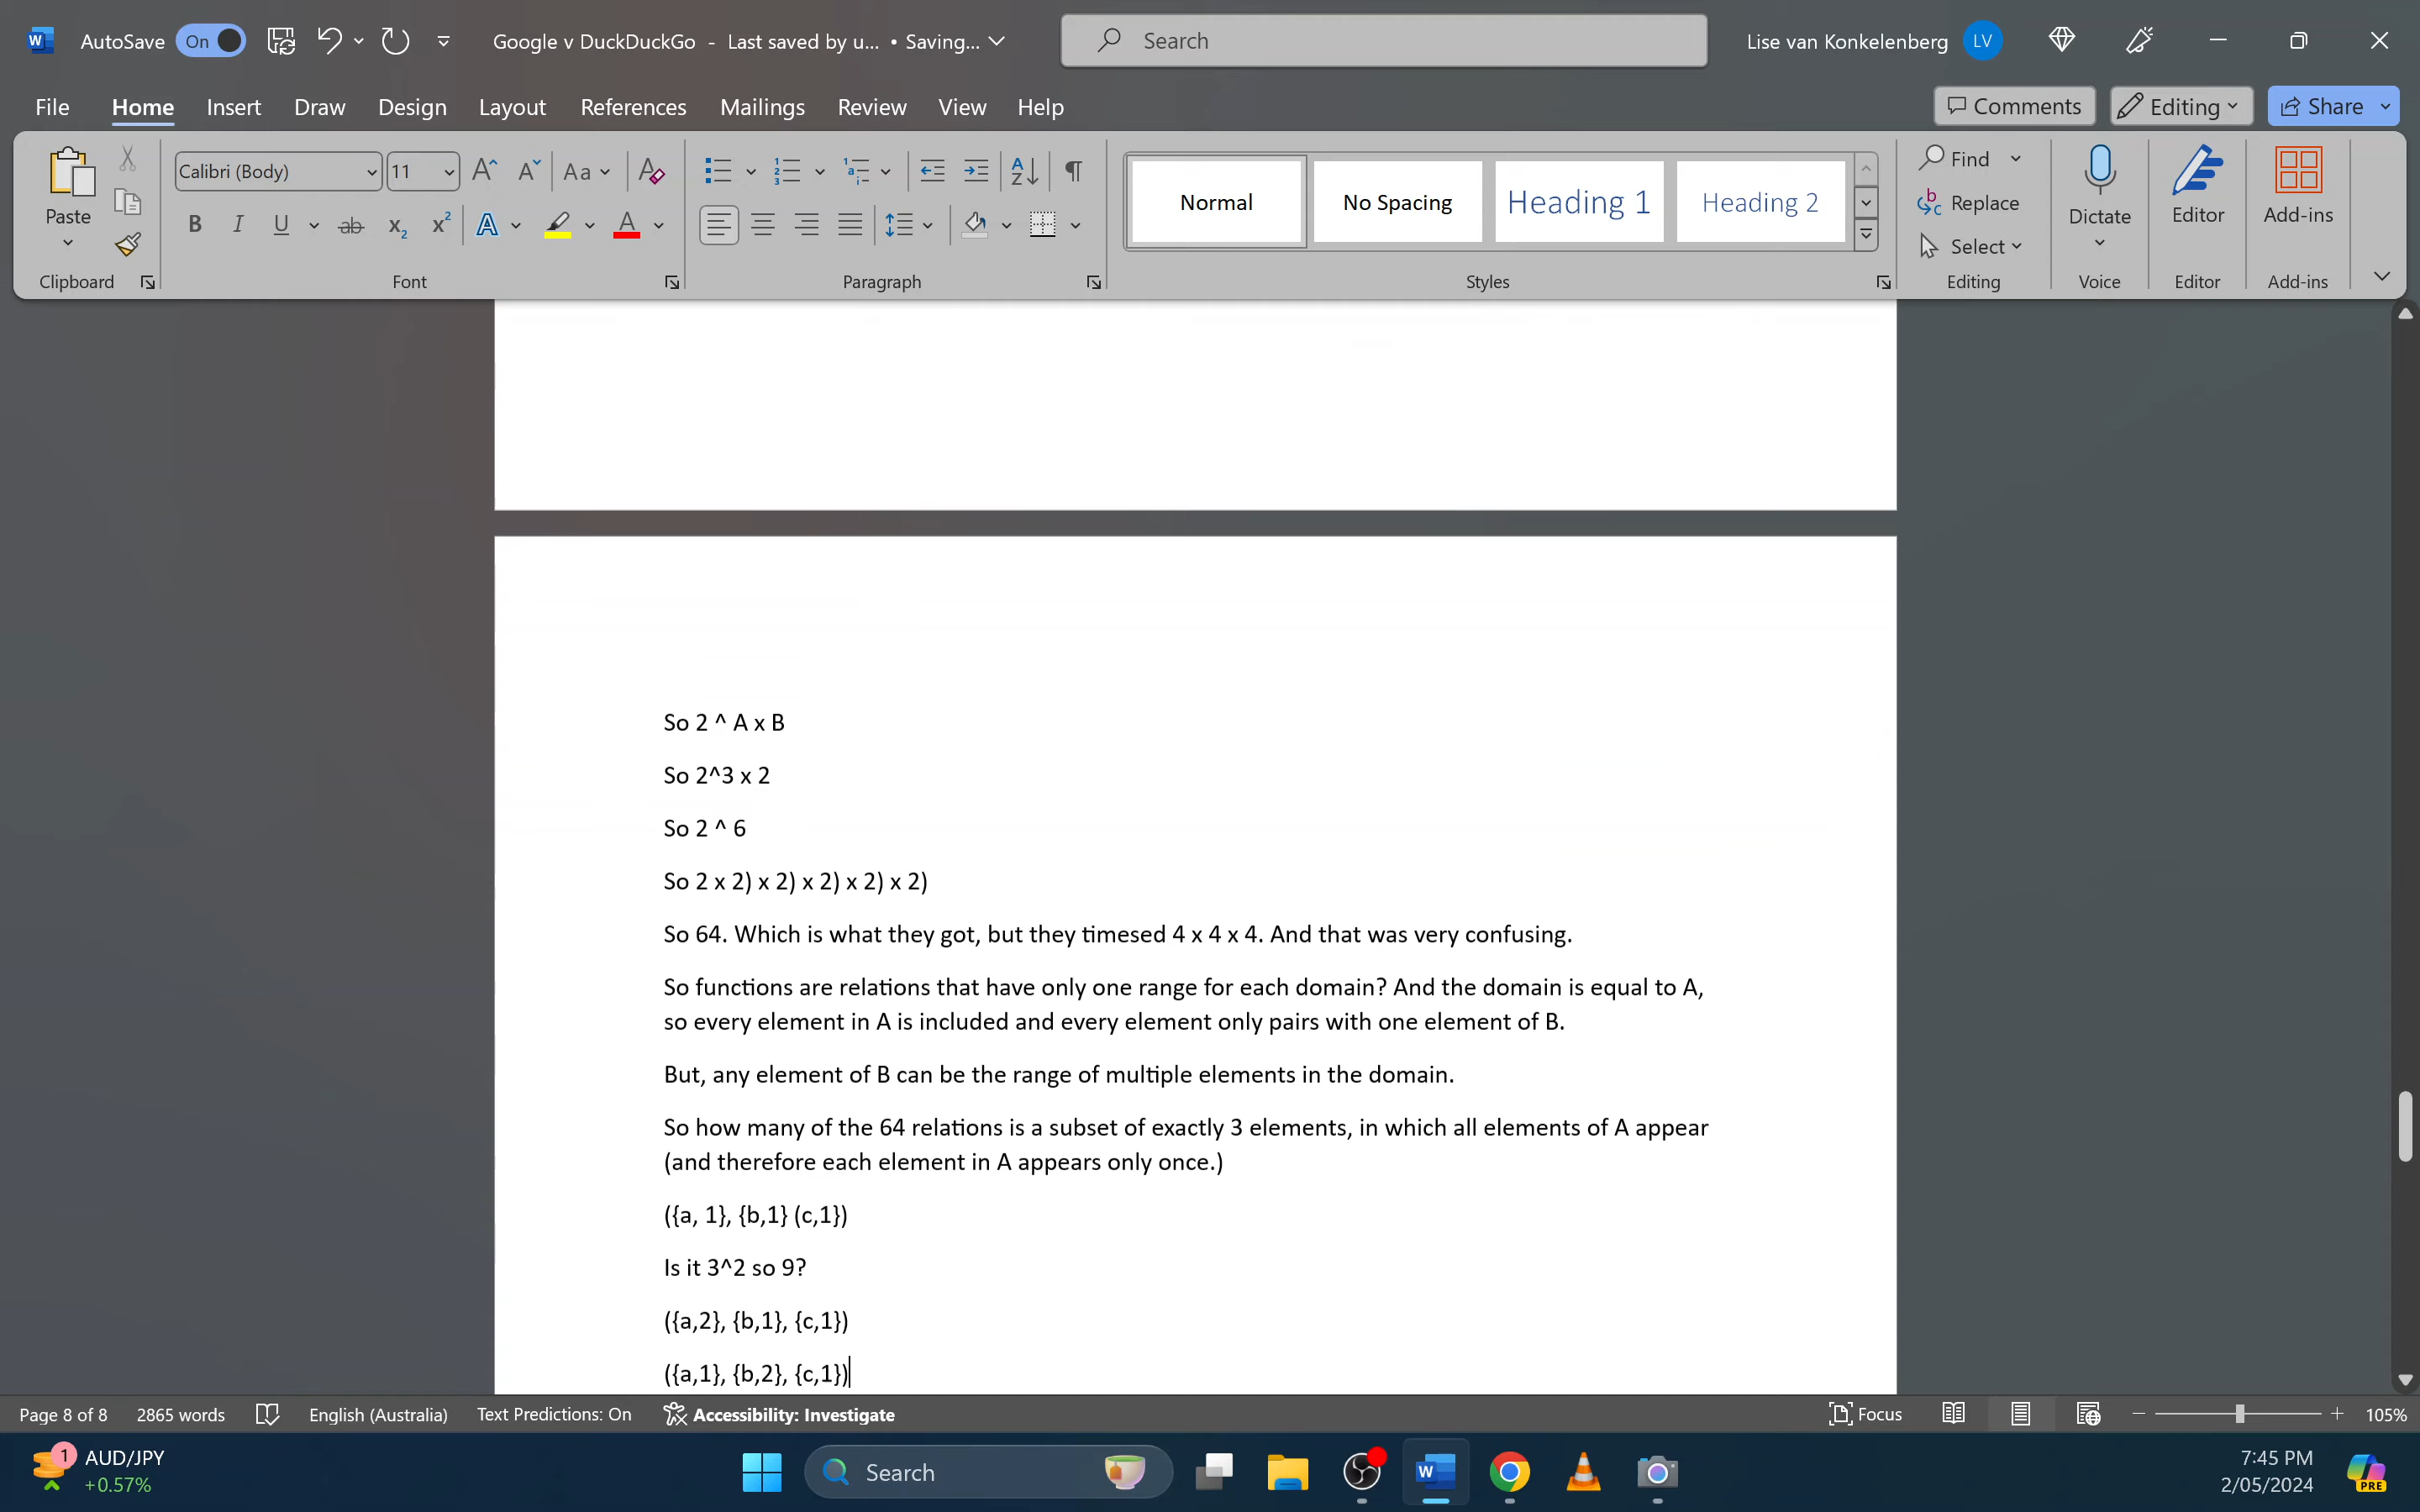 W AutoSave On Google v DuckDuckGo - Last saved by u... • Saving... Search Lise van Konkelenberg LV
File Home Insert Draw Design Layout References Mailings Review View Help Comments Editing Share
Paste Calibri (Body) 11 Normal No Spacing Heading 1 Heading 2 Find Replace Select Dictate Editor Add-ins
Clipboard Font Paragraph Styles Editing Voice Editor Add-ins
So 2 ^ A x B
So 2^3 x 2
So 2 ^ 6
So 2 x 2) x 2) x 2) x 2) x 2)
So 64. Which is what they got, but they timesed 4 x 4 x 4. And that was very confusing.
So functions are relations that have only one range for each domain? And the domain is equal to A,
so every element in A is included and every element only pairs with one element of B.
But, any element of B can be the range of multiple elements in the domain.
So how many of the 64 relations is a subset of exactly 3 elements, in which all elements of A appear
(and therefore each element in A appears only once.)
({a, 1}, {b,1} (c,1})
Is it 3^2 so 9?
({a,2}, {b,1}, {c,1})
({a,1}, {b,2}, {c,1})
Page 8 of 8 2865 words English (Australia) Text Predictions: On Accessibility: Investigate Focus 105%
1 AUD/JPY
+0.57%
Search
W
PRE
7:45 PM
2/05/2024